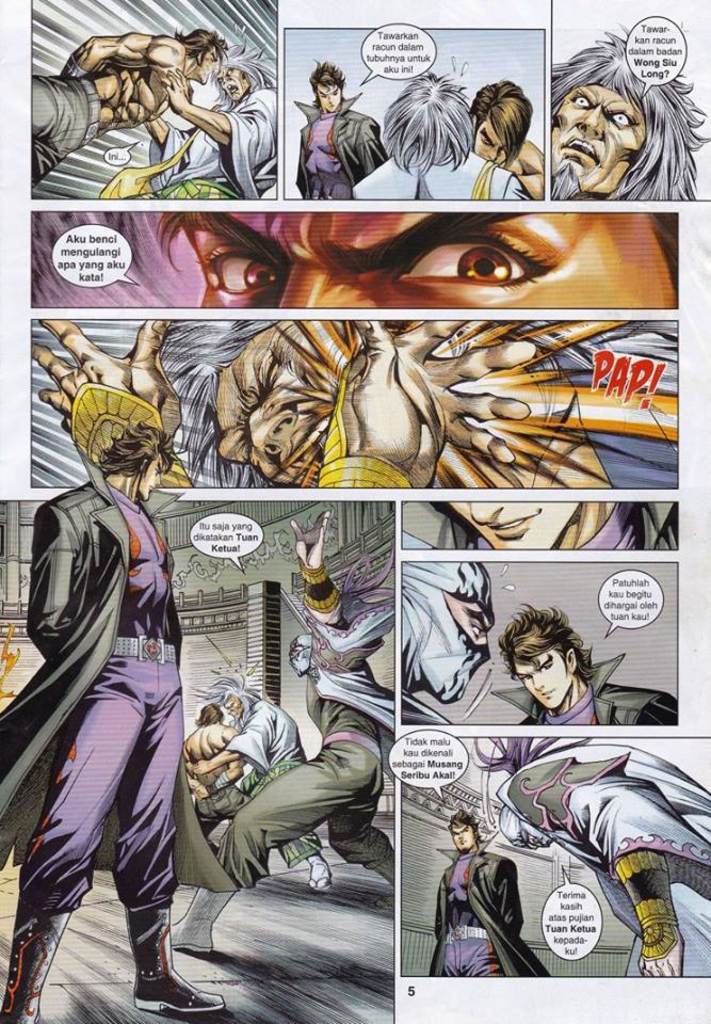 Ini...
Tawarkan
racun dalam
tubuhnya untuk
aku ini!
Tawar-
kan racun
dalam badan
Wong Siu
Long?
Aku benci
mengulangi
apa yang aku
kata!
PAP!
Itu saja yang
dikatakan Tuan
Ketua!
Patuhlah
kau begitu
dihargai oleh
tuan kau!
Tidak malu
kau dikenali
sebagai Musang
Seribu Akal!
Terima
kasih
atas pujian
Tuan Ketua
kepada-
ku!
5